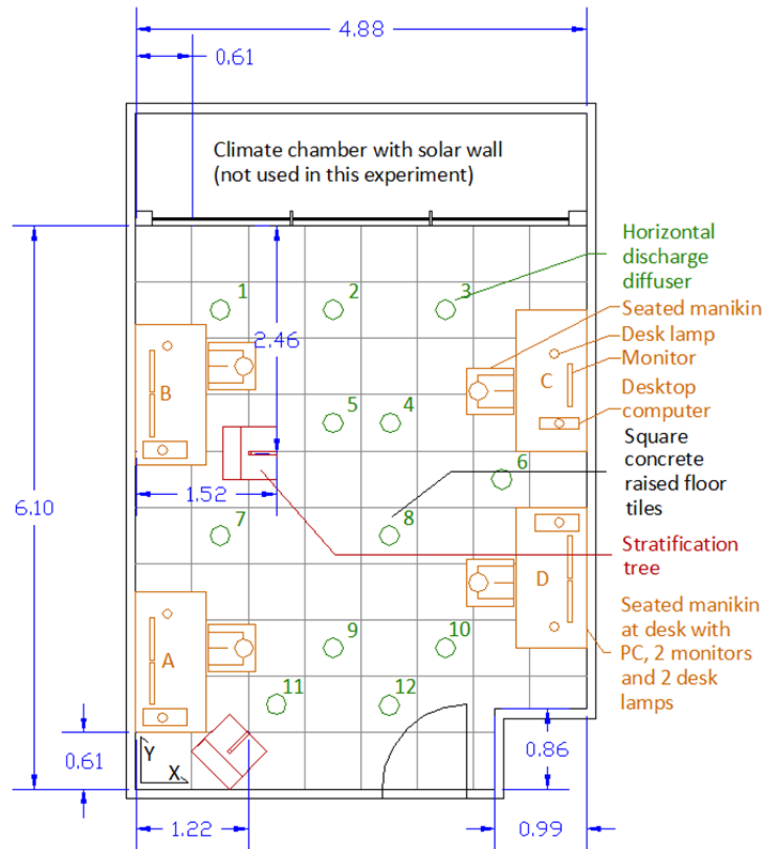 4.88
0.61
Climate chamber with solar wall
(not used in this experiment)
Horizontal
discharge
diffuser
1
2
3
Seated manikin
2.46
Desk lamp
Monitor
B
C
Desktop
computer
5
4
Square
concrete
raised floor
tiles
6
1.52
6.10
7
8
Stratification
tree
D
Seated manikin
at desk with
PC, 2 monitors
and 2 desk
lamps
A
9
10
11
12
0.61
Y
X
0.86
1.22
0.99